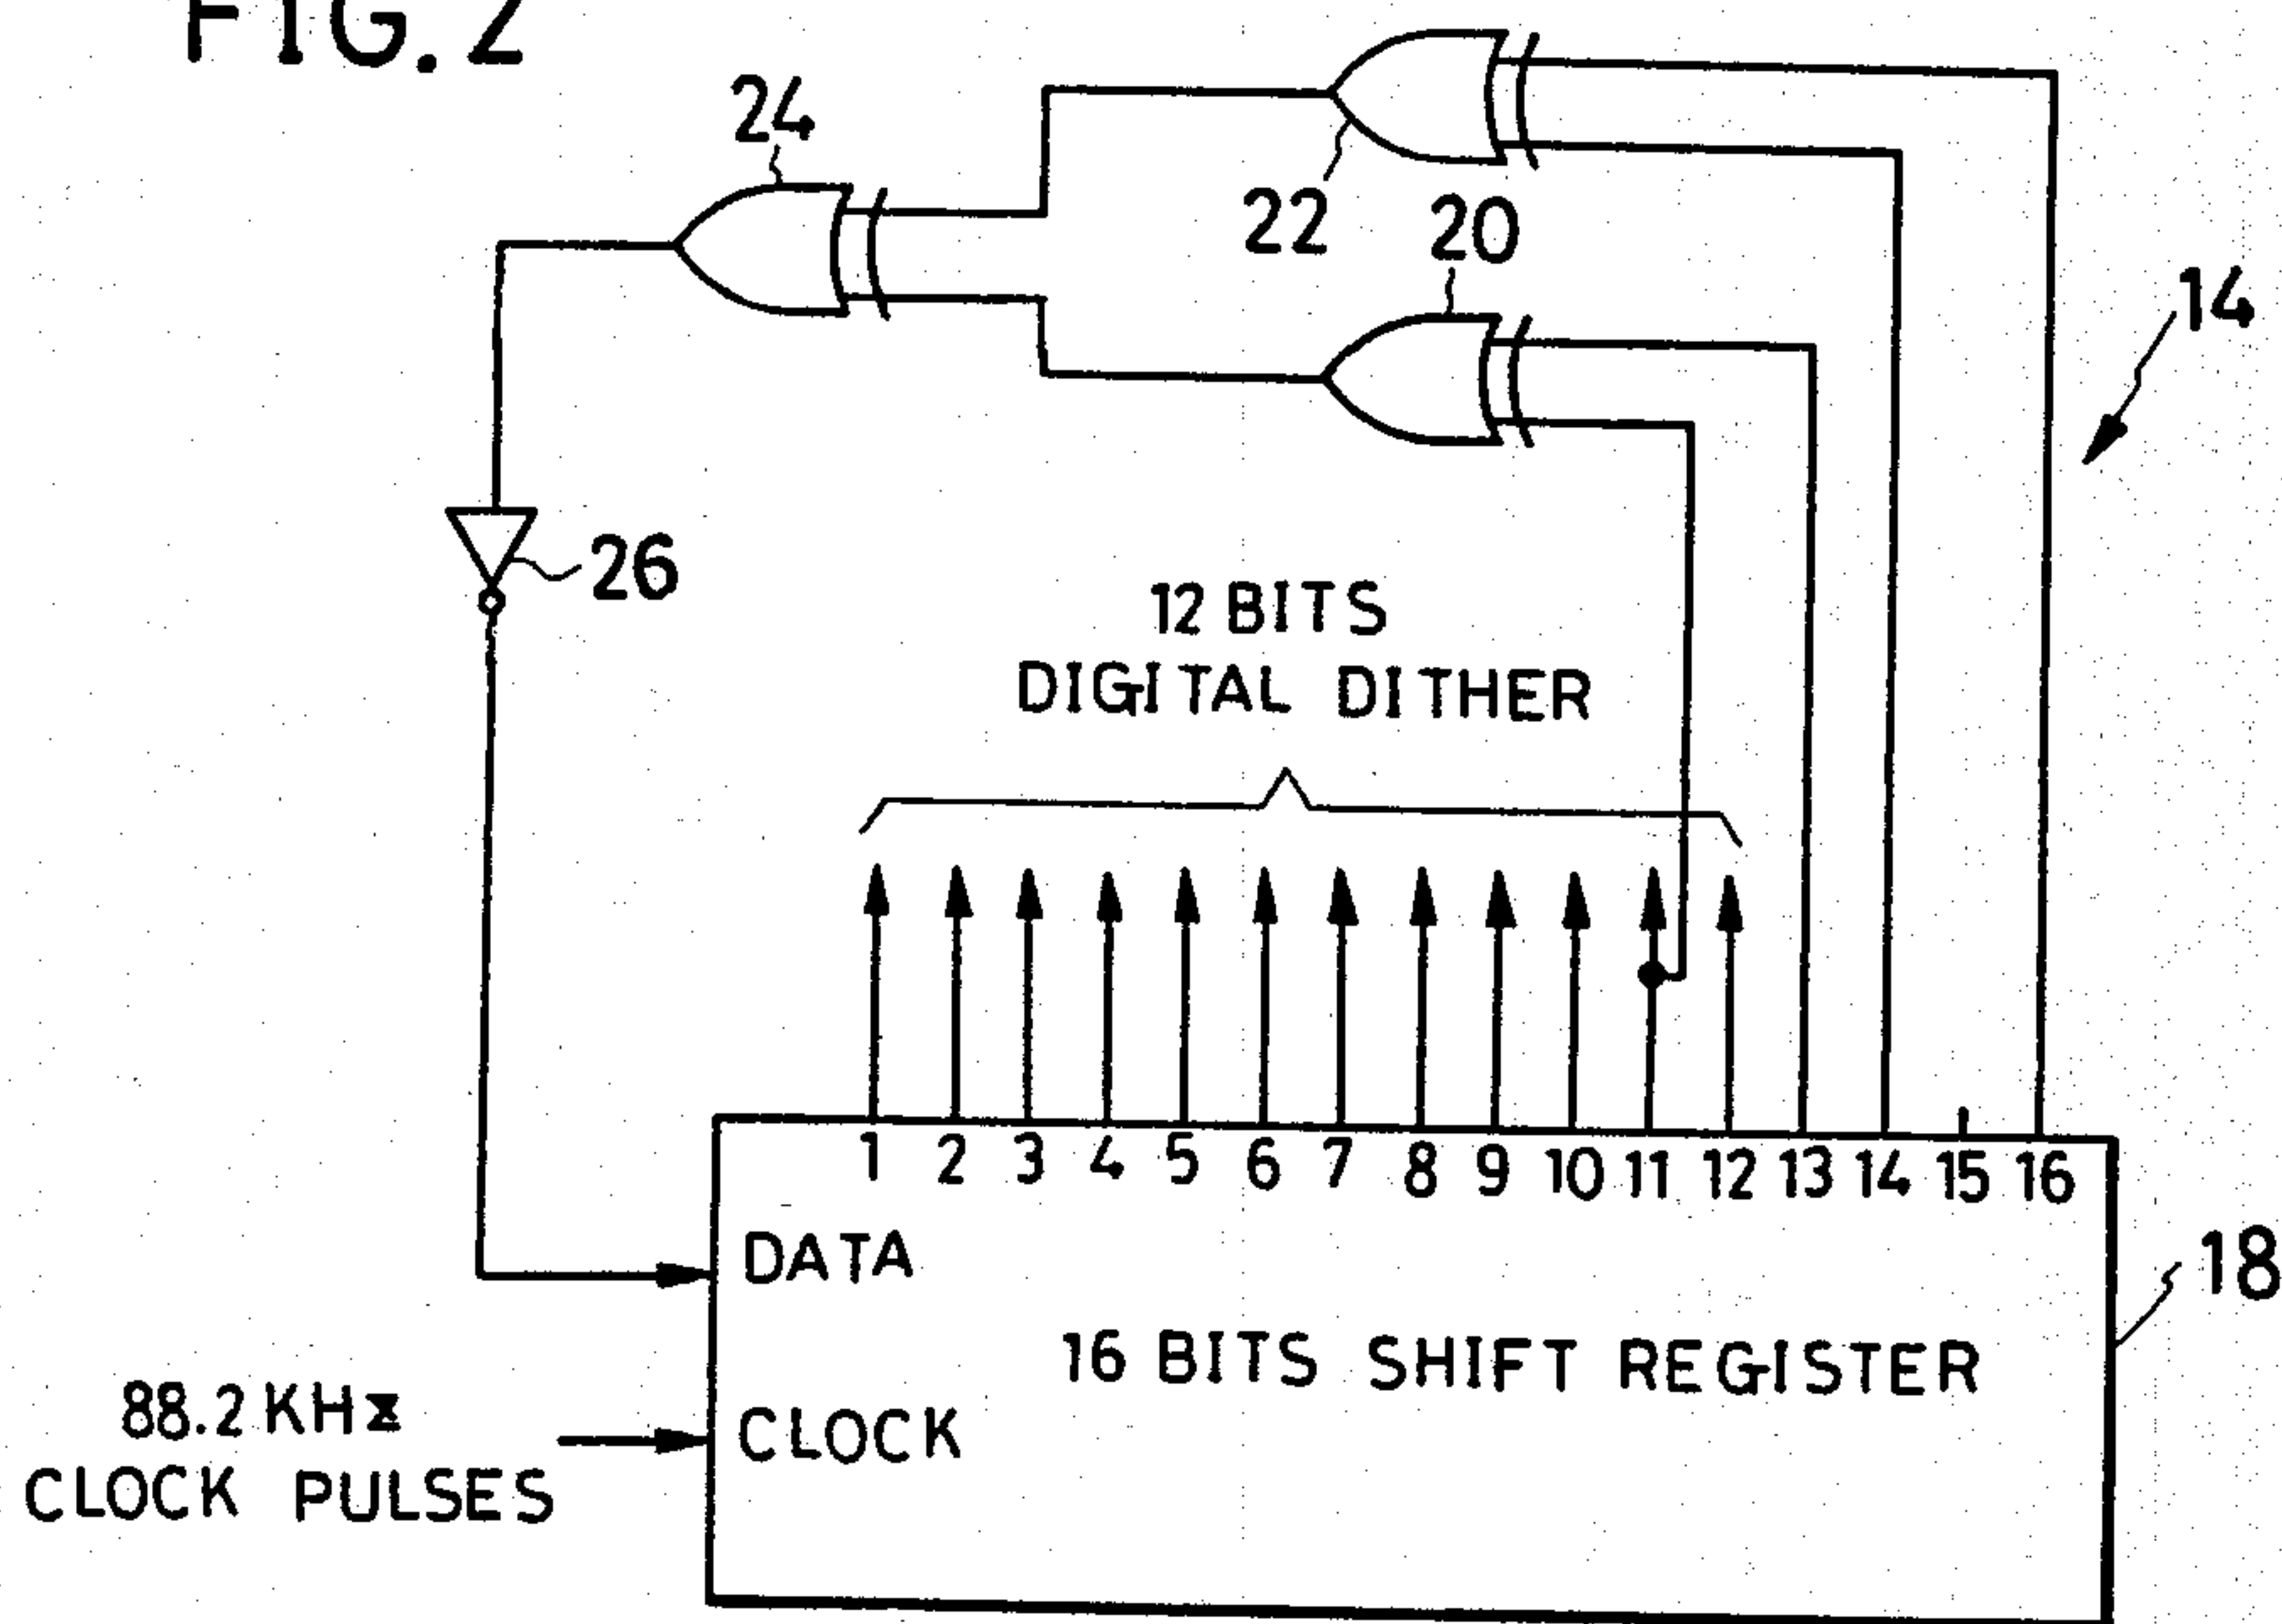 FIG. 2
24
22
20
14
26
12 BITS
DIGITAL DITHER
1 2 3 4 5 6 7 8 9 10 11 12 13 14 15 16
DATA
18
16 BITS SHIFT REGISTER
88.2 KHz
CLOCK PULSES
CLOCK